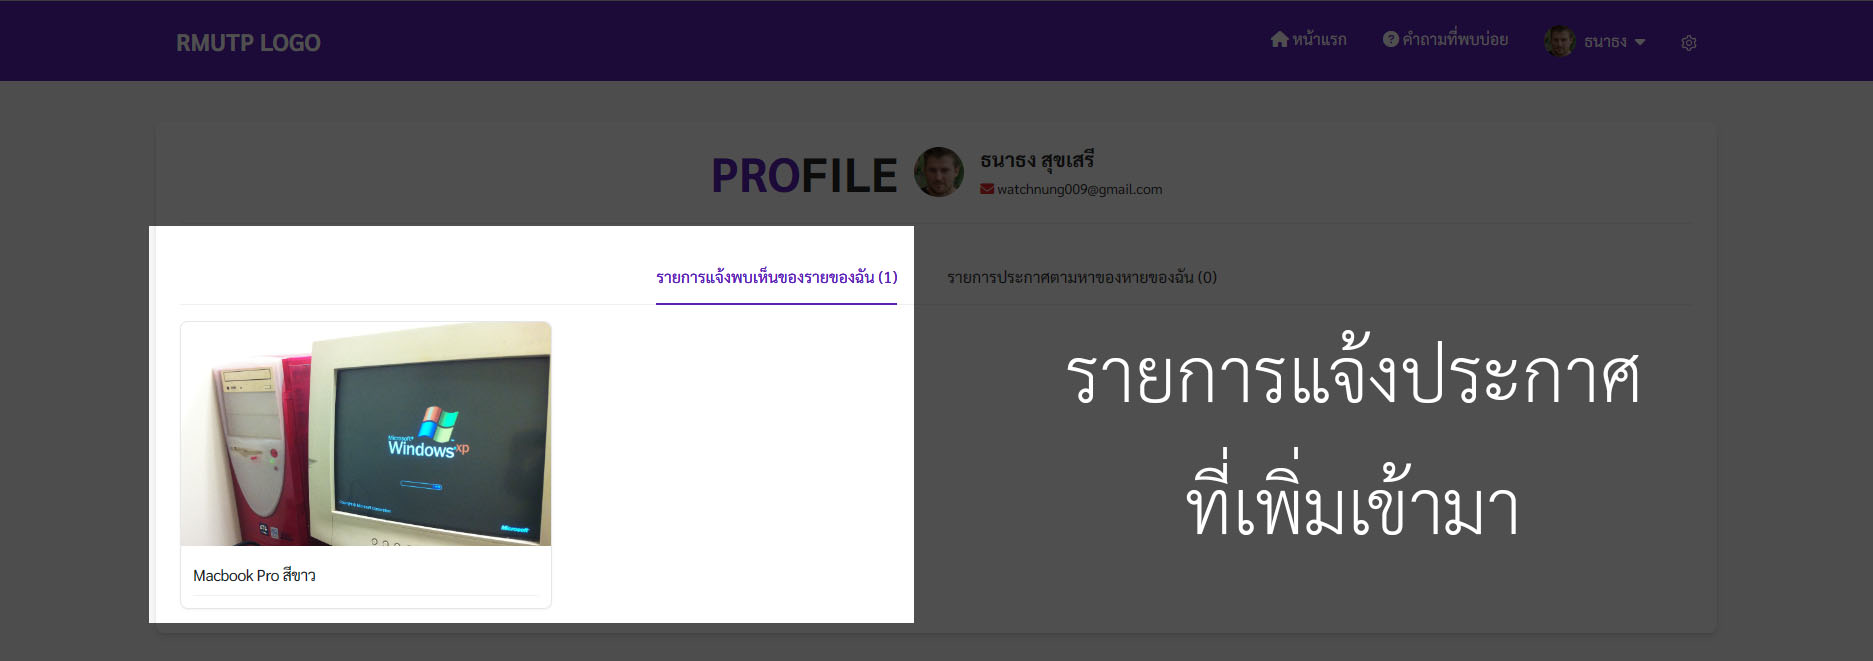 RMUTP LOGO
หน้าแรก
คำถามที่พบบ่อย
ธนาธง
PROFILE
ธนาธง สุขเสรี
watchnung009@gmail.com
รายการแจ้งพบเห็นของรายของฉัน (1)
รายการประกาศตามหาของหายของฉัน (0)
Microsoft
Windows xp
Copyright © Microsoft Corporation
Microsoft
Macbook Pro สีขาว
รายการแจ้งประกาศ
ที่เพิ่มเข้ามา